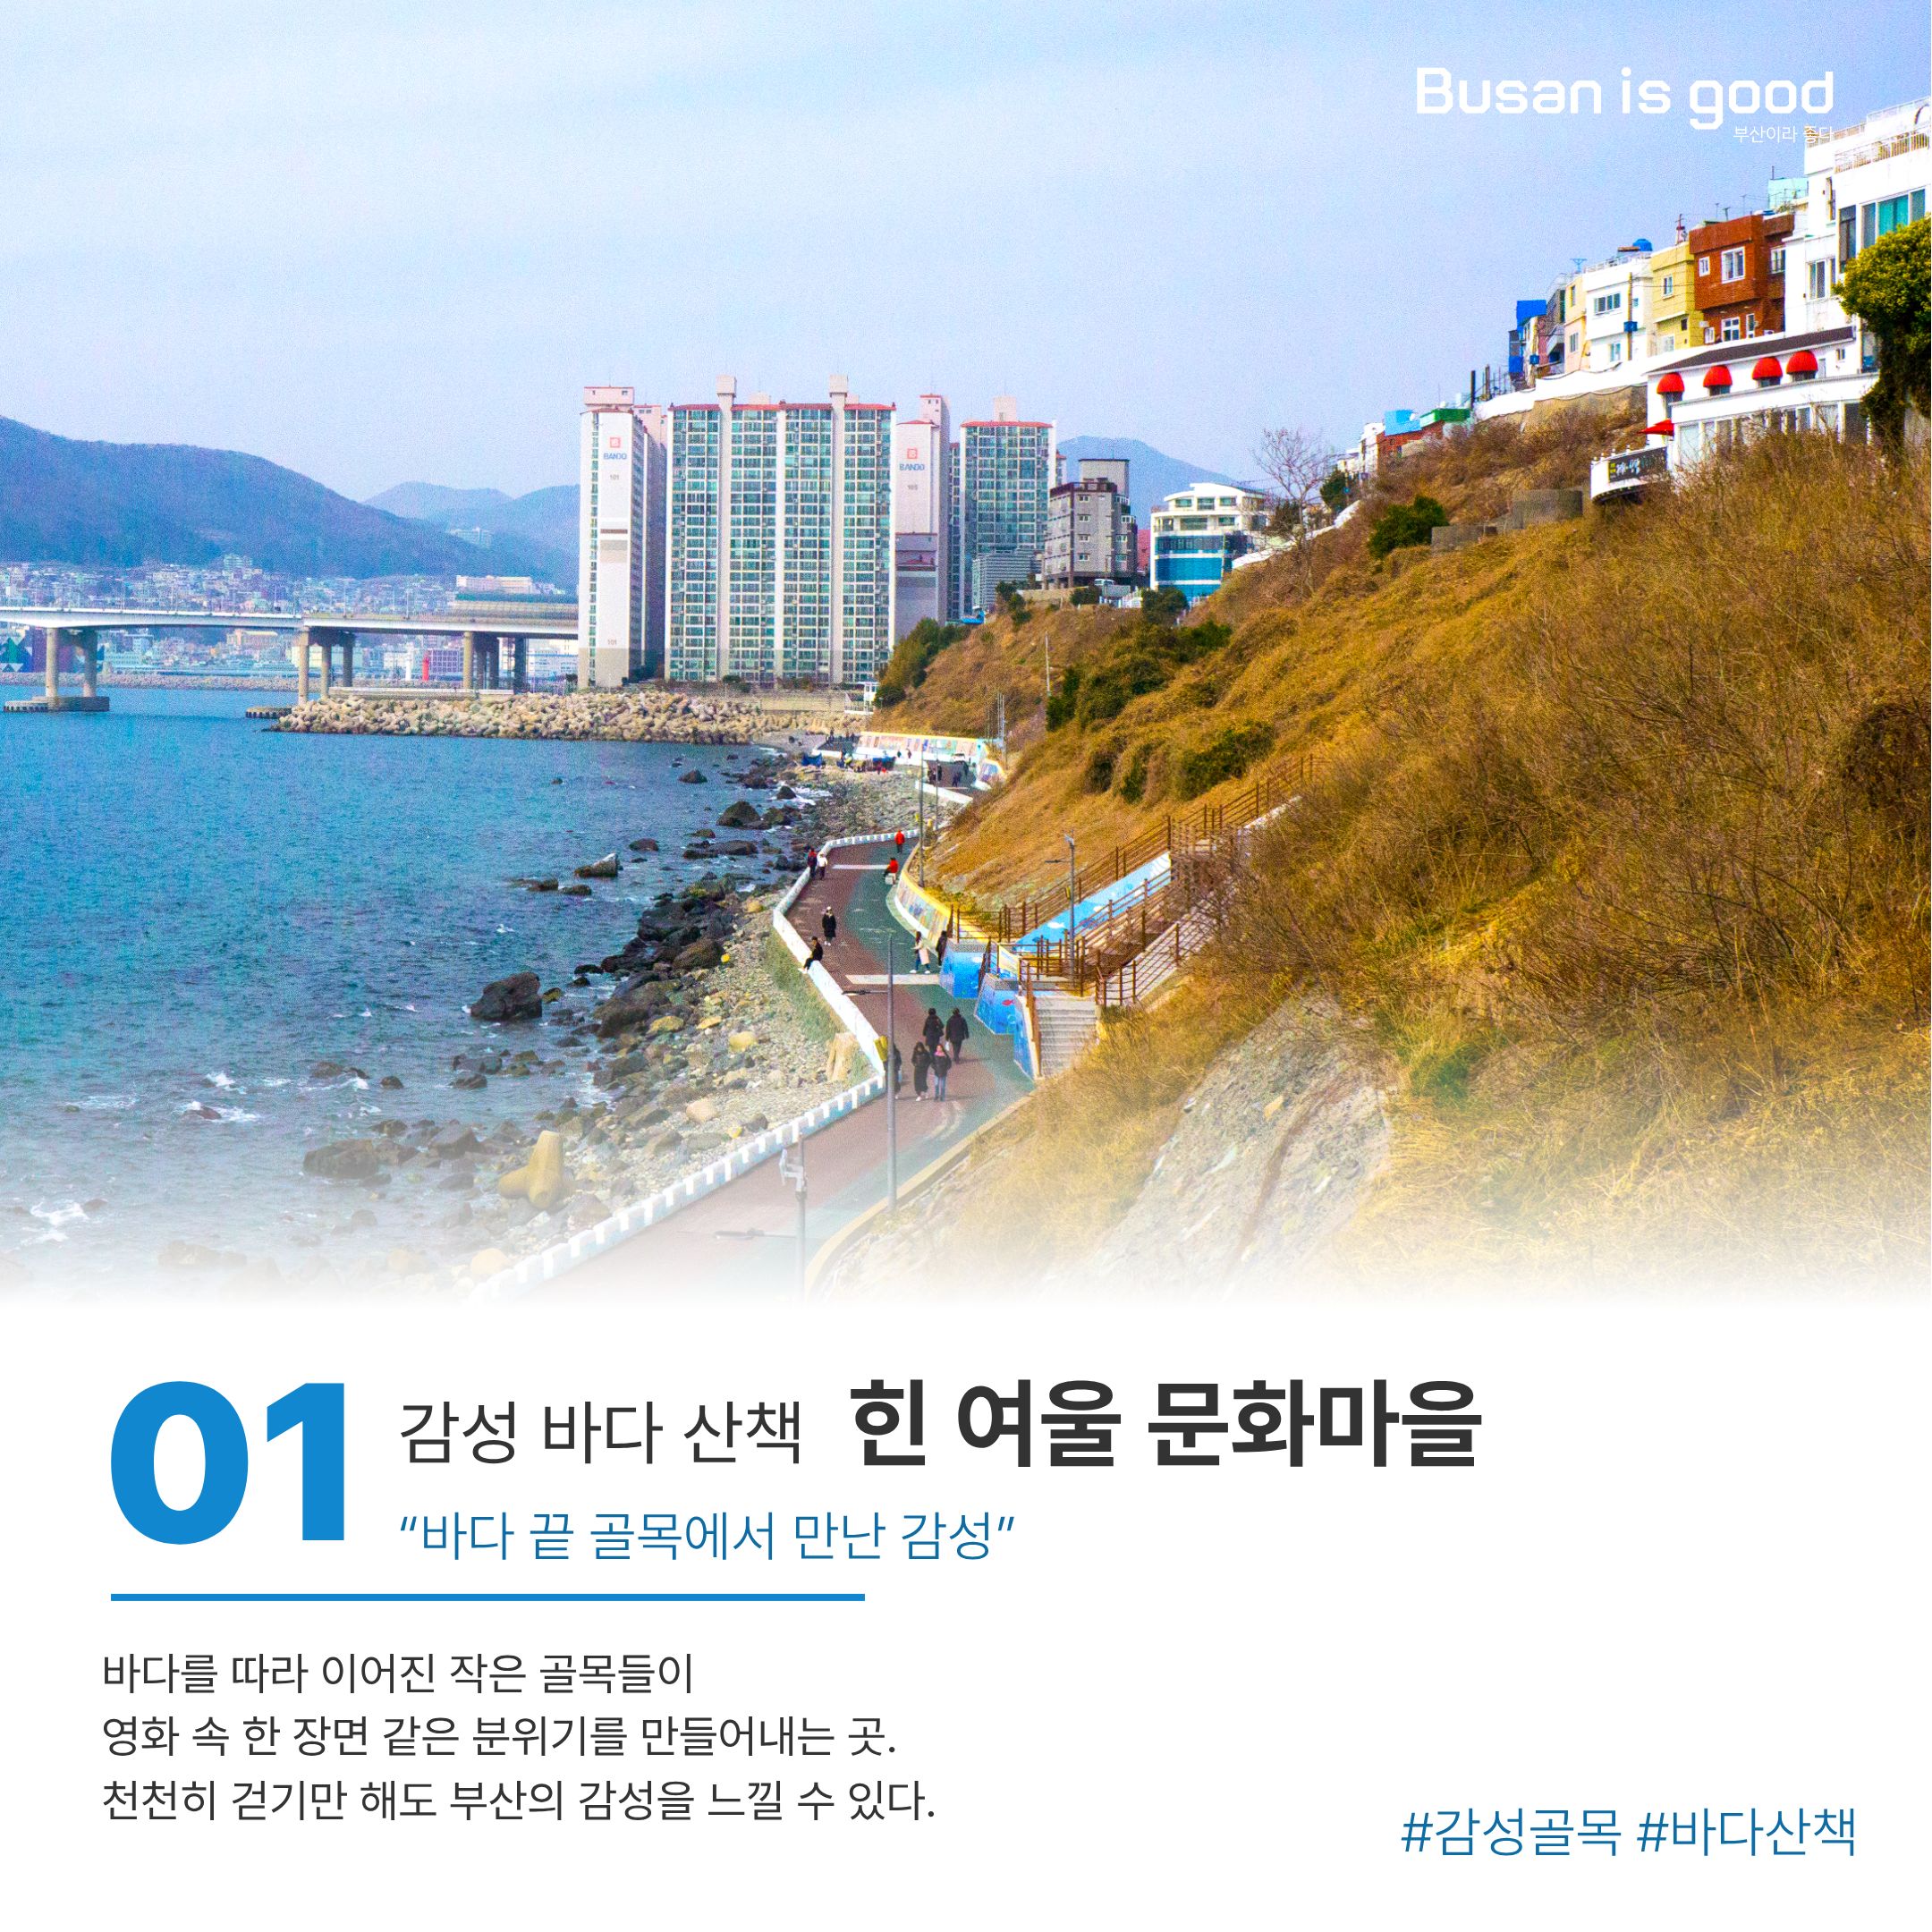 Busan is good
부산이라 좋다
BANDO
BANDO
01
감성 바다 산책 힌 여울 문화마을
“바다 끝 골목에서 만난 감성”
바다를 따라 이어진 작은 골목들이
영화 속 한 장면 같은 분위기를 만들어내는 곳.
천천히 걷기만 해도 부산의 감성을 느낄 수 있다.
#감성골목 #바다산책